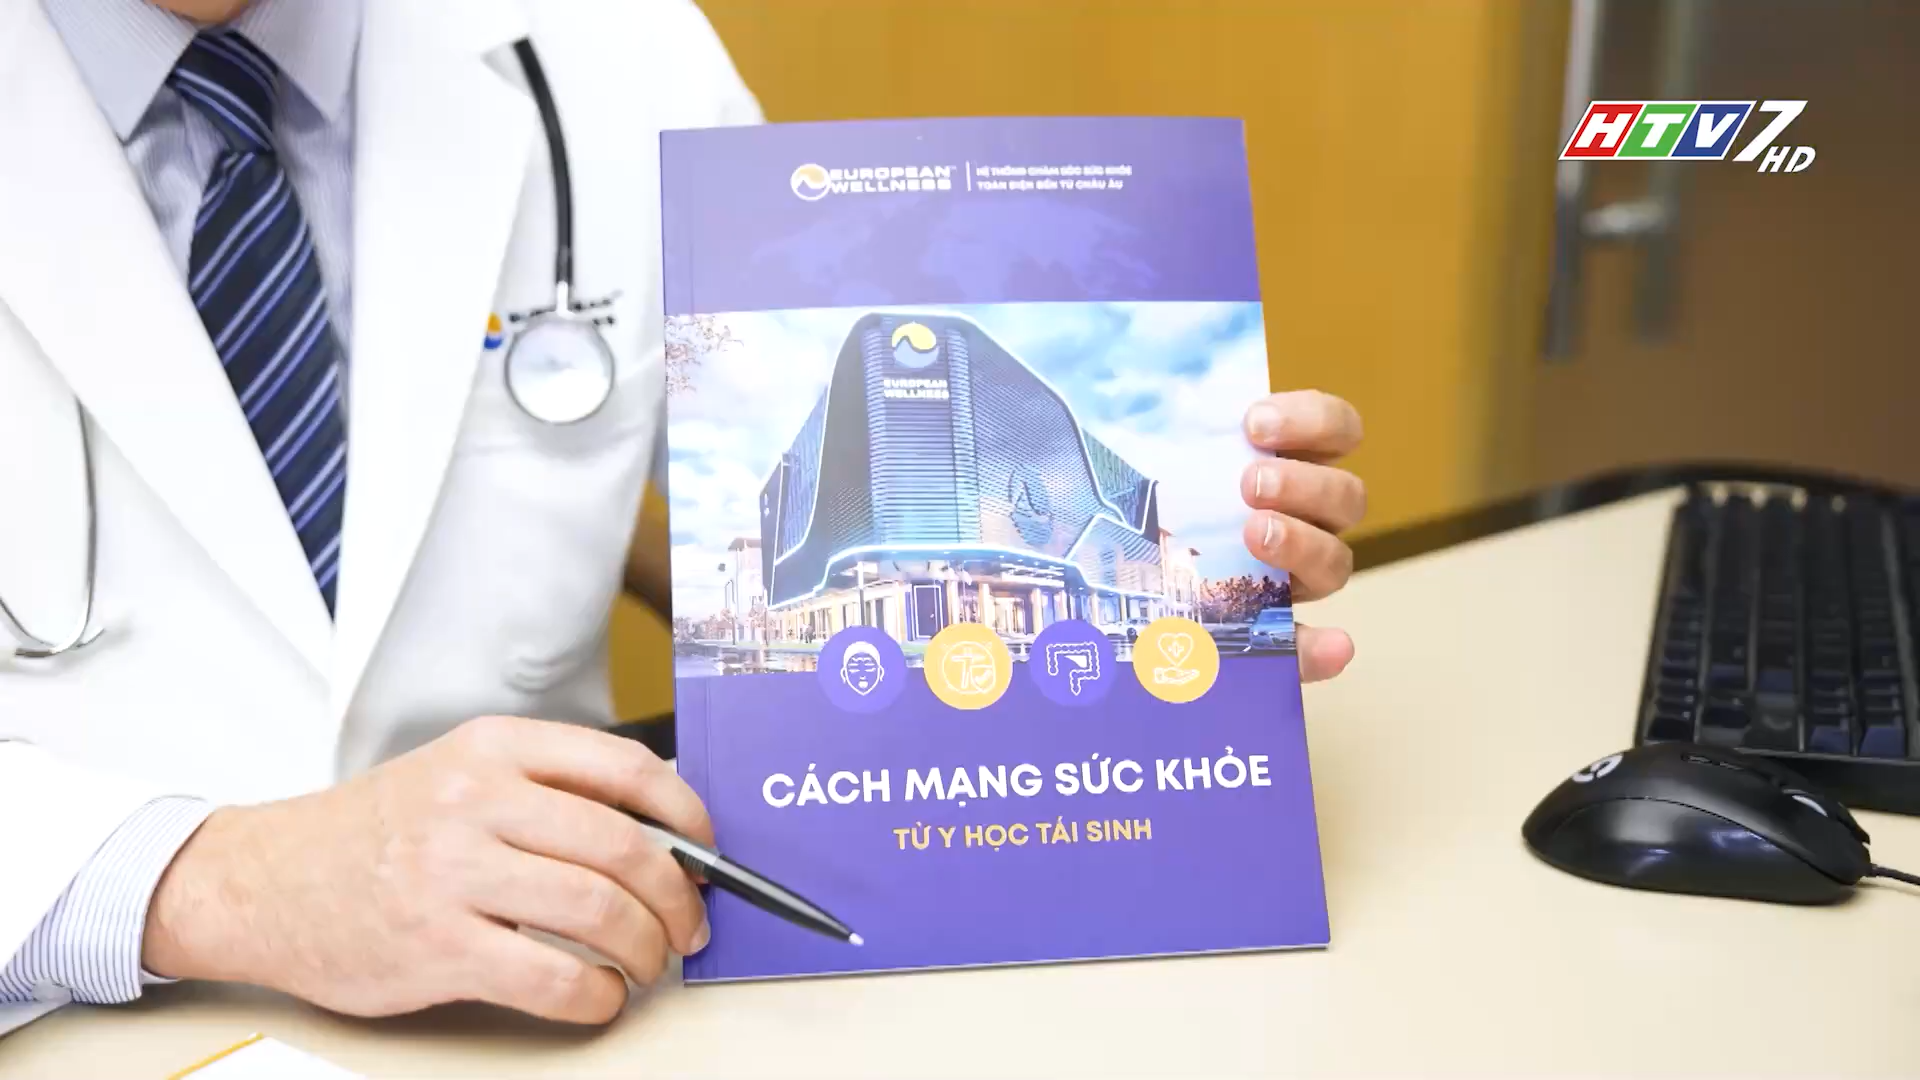 HTV7
HD
EUROPEAN
WELLNESS
HỆ THỐNG CHĂM SÓC SỨC KHỎE
TOÀN DIỆN ĐẾN TỪ CHÂU ÂU
EUROPEAN
WELLNESS
CÁCH MẠNG SỨC KHỎE
TỪ Y HỌC TÁI SINH